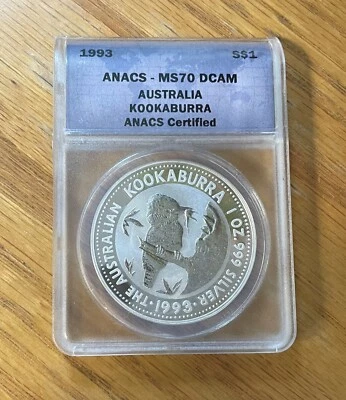 1993 S$1
ANACS - MS70 DCAM
AUSTRALIA
KOOKABURRA
ANACS Certified
THE AUSTRALIAN KOOKABURRA 1 OZ. 999 SILVER · 1993 ·